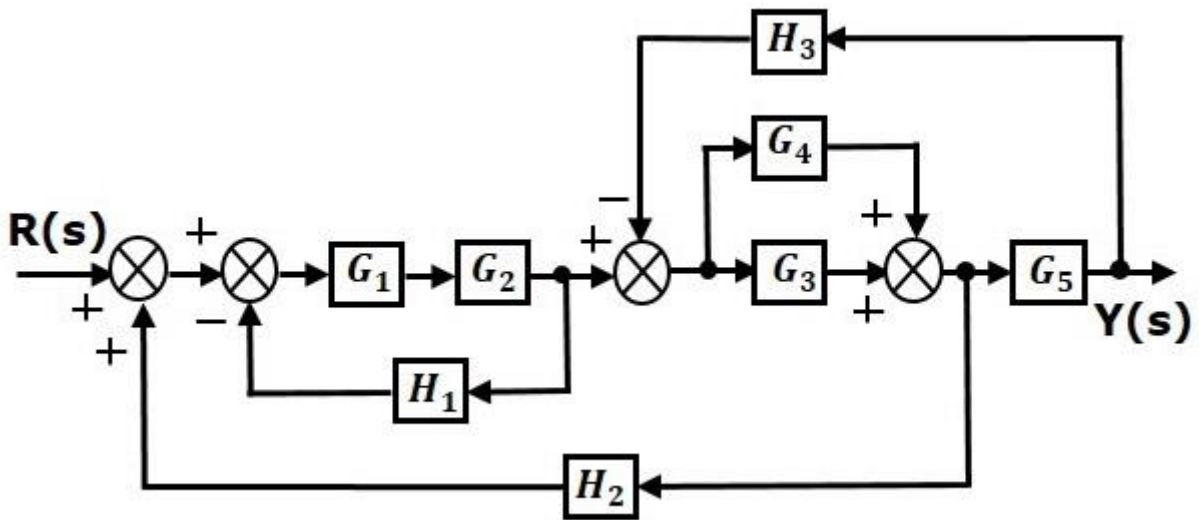 H₃
G₄
−
+
+
R(s)
+
+
G₁
G₂
G₃
G₅
+
−
+
Y(s)
+
H₁
H₂